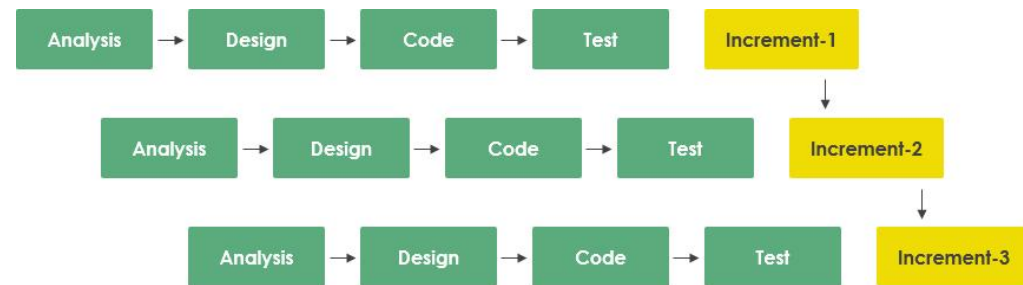 Analysis Design Code Test Increment-1
Analysis Design Code Test Increment-2
Analysis Design Code Test Increment-3